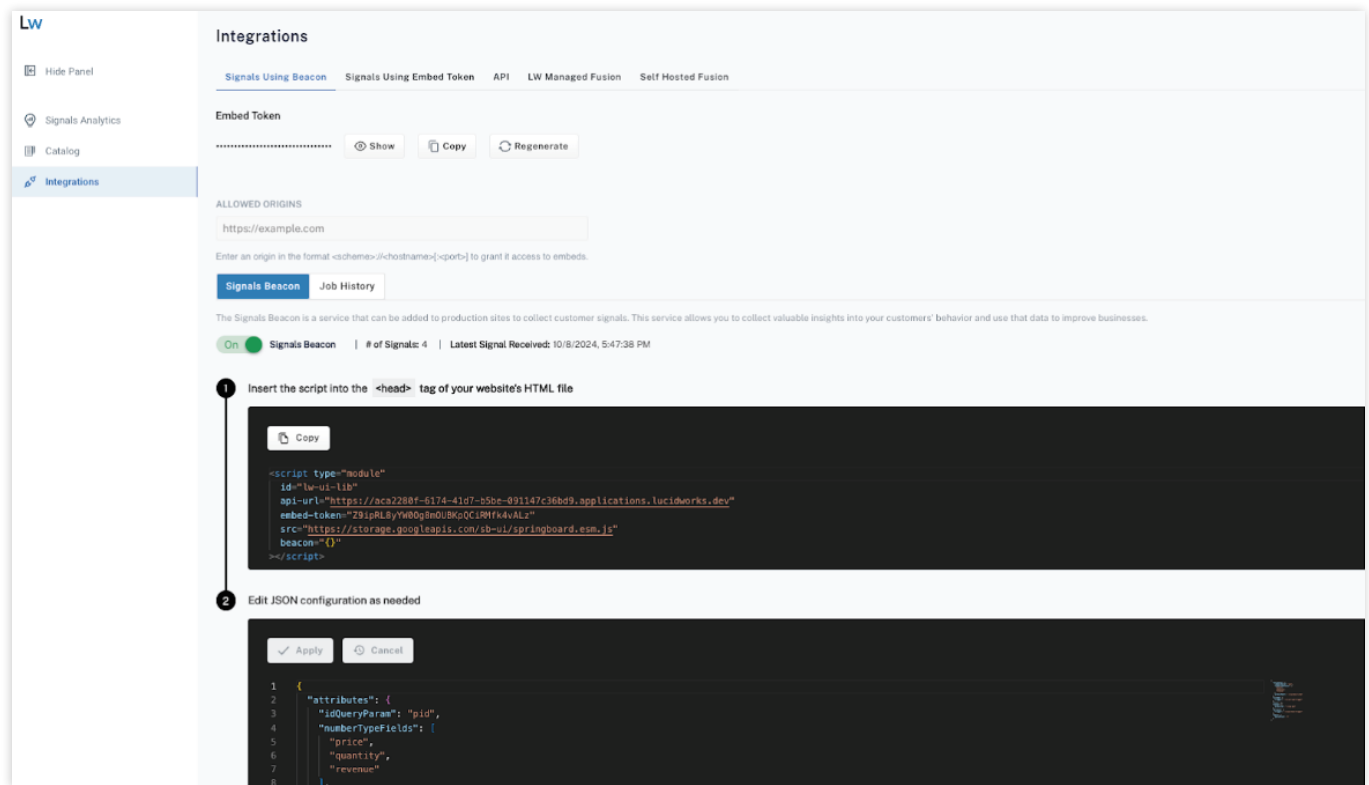 Lw
Hide Panel
Signals Analytics
Catalog
Integrations
Integrations
Signals Using Beacon Signals Using Embed Token API LW Managed Fusion Self Hosted Fusion
Embed Token
Show Copy Regenerate
ALLOWED ORIGINS
https://example.com
Enter an origin in the format <scheme>://<hostname>[:<port>] to grant it access to embeds.
Signals Beacon Job History
The Signals Beacon is a service that can be added to production sites to collect customer signals. This service allows you to collect valuable insights into your customers' behavior and use that data to improve businesses.
On Signals Beacon | # of Signals: 4 | Latest Signal Received: 10/8/2024, 5:47:38 PM
1 Insert the script into the <head> tag of your website's HTML file
Copy
<script type="module"
id="lw-ui-lib"
api-url="https://aca2280f-6174-41d7-b5be-091147c36bd9.applications.lucidworks.dev"
embed-token="Z9ipRL8yYW0Og8mOUBKpQCiRMfk4vALz"
src="https://storage.googleapis.com/sb-ui/springboard.esm.js"
beacon="{}"
></script>
2 Edit JSON configuration as needed
Apply Cancel
1 {
2 "attributes": {
3 "idQueryParam": "pid",
4 "numberTypeFields": [
5 "price",
6 "quantity",
7 "revenue"
8 ],